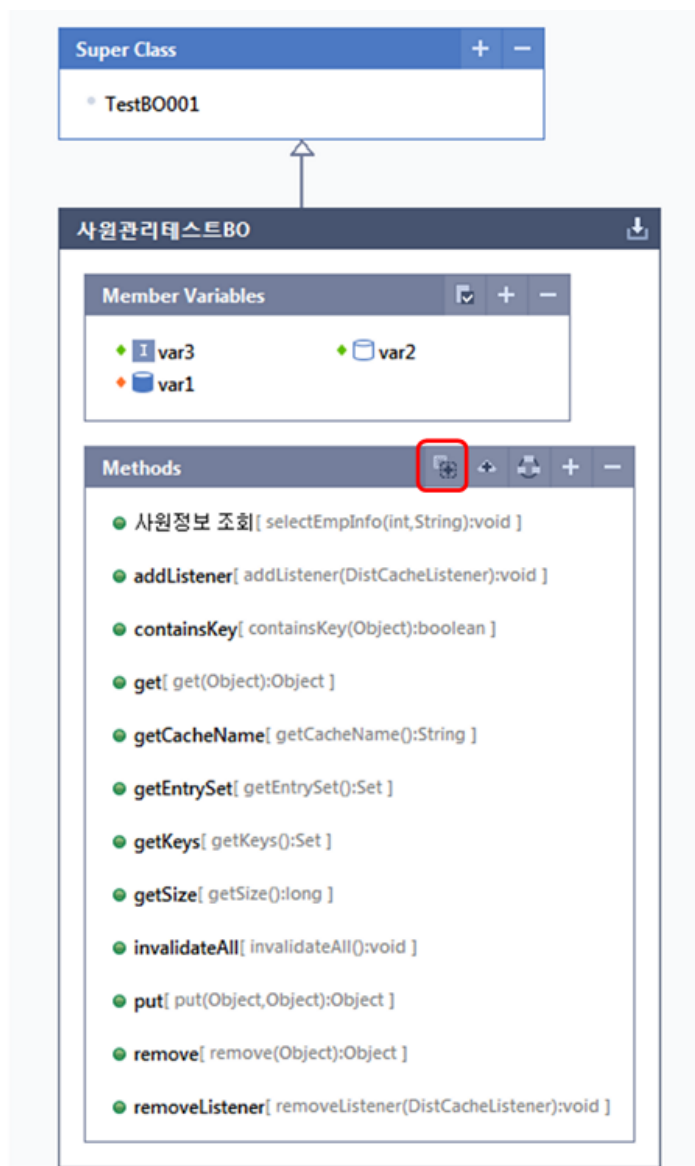 Super Class
TestBO001
사원관리테스트BO
Member Variables
I var3 var2
var1
Methods
사원정보 조회[ selectEmpInfo(int,String):void ]
addListener[ addListener(DistCacheListener):void ]
containsKey[ containsKey(Object):boolean ]
get[ get(Object):Object ]
getCacheName[ getCacheName():String ]
getEntrySet[ getEntrySet():Set ]
getKeys[ getKeys():Set ]
getSize[ getSize():long ]
invalidateAll[ invalidateAll():void ]
put[ put(Object,Object):Object ]
remove[ remove(Object):Object ]
removeListener[ removeListener(DistCacheListener):void ]